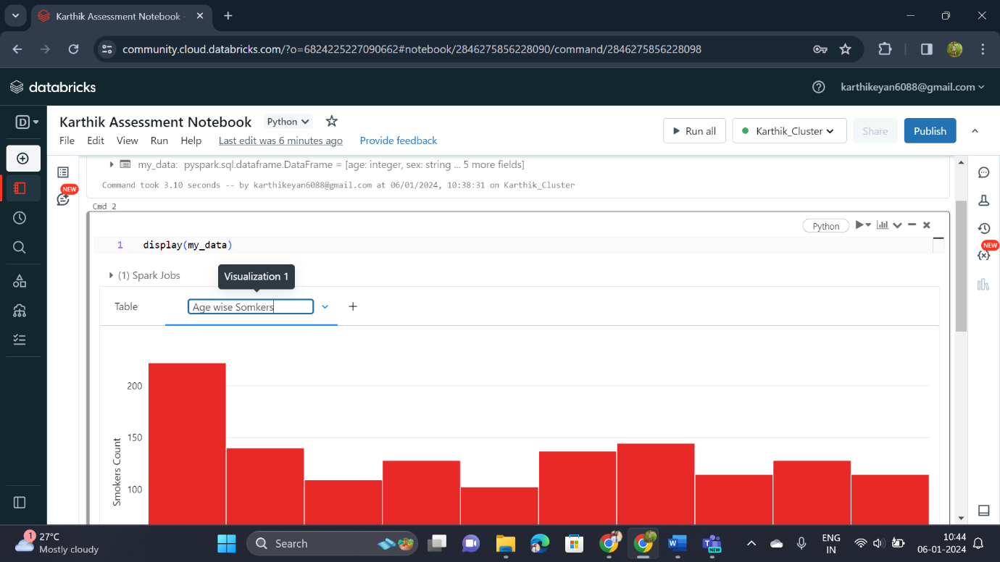 Karthik Assessment Notebook -
community.cloud.databricks.com/?o=6824225227090662#notebook/2846275856228090/command/2846275856228098
databricks
karthikeyan6088@gmail.com
D
Karthik Assessment Notebook
Python
File Edit View Run Help Last edit was 6 minutes ago Provide feedback
Run all
Karthik_Cluster
Share
Publish
NEW
my_data: pyspark.sql.dataframe.DataFrame = [age: integer, sex: string ... 5 more fields]
Command took 3.10 seconds -- by karthikeyan6088@gmail.com at 06/01/2024, 10:38:31 on Karthik_Cluster
Cmd 2
Python
1 display(my_data)
NEW
(1) Spark Jobs
Visualization 1
Table
Age wise Somkers
200
150
100
Smokers Count
1
27°C
Mostly cloudy
Search
NEW
ENG
IN
10:44
06-01-2024